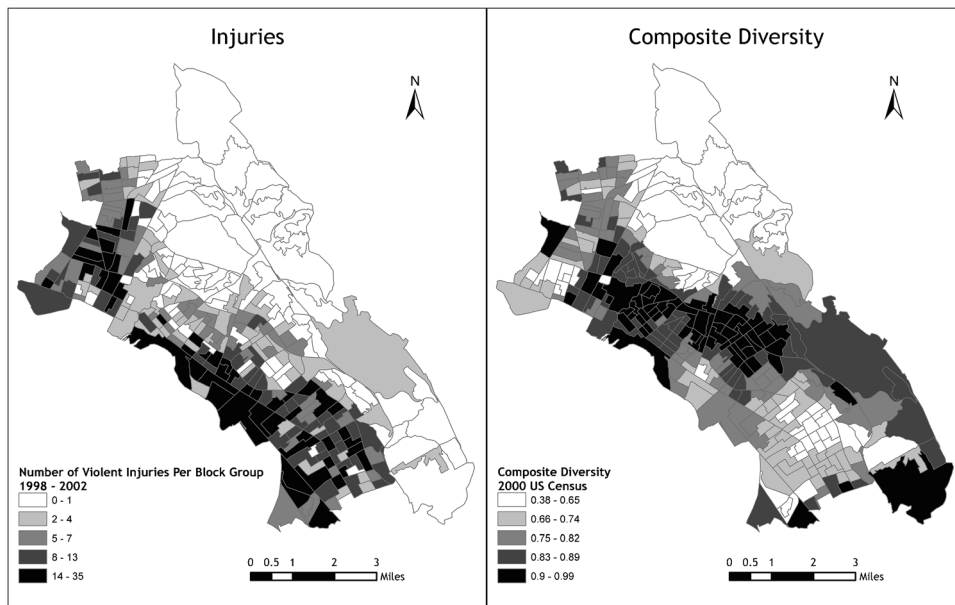 Injuries
N
Number of Violent Injuries Per Block Group
1998 - 2002
0 - 1
2 - 4
5 - 7
8 - 13
14 - 35
0 0.5 1 2 3
Miles
Composite Diversity
N
Composite Diversity
2000 US Census
0.38 - 0.65
0.66 - 0.74
0.75 - 0.82
0.83 - 0.89
0.9 - 0.99
0 0.5 1 2 3
Miles